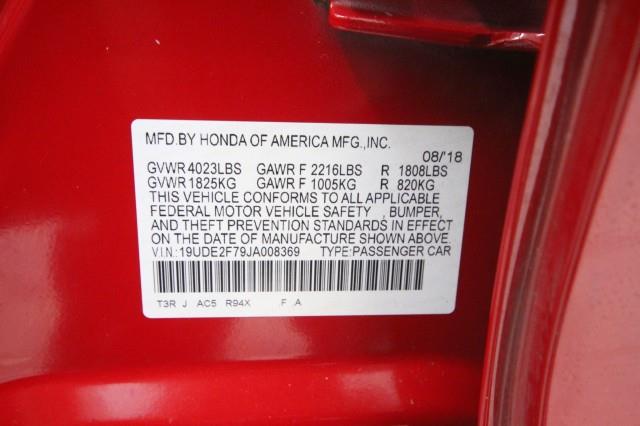 MFD.BY HONDA OF AMERICA MFG.,INC.
08/'18
GVWR 4023LBS GAWR F 2216LBS R 1808LBS
GVWR 1825KG GAWR F 1005KG R 820KG
THIS VEHICLE CONFORMS TO ALL APPLICABLE
FEDERAL MOTOR VEHICLE SAFETY , BUMPER,
AND THEFT PREVENTION STANDARDS IN EFFECT
ON THE DATE OF MANUFACTURE SHOWN ABOVE.
V.I.N.:19UDE2F79JA008369 TYPE:PASSENGER CAR
T3R J AC5 R94X .F .A